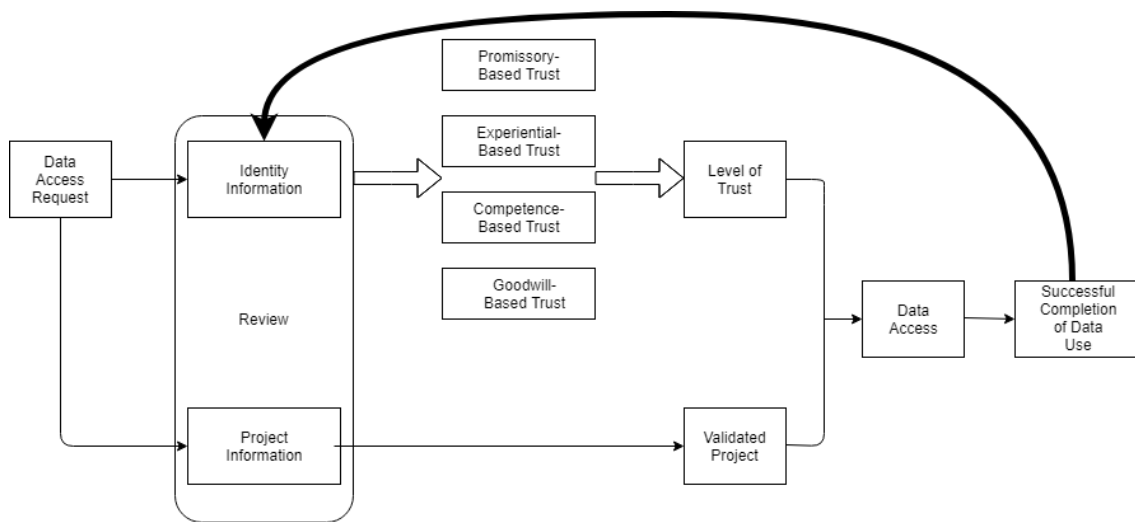 Promissory-
Based Trust
Experiential-
Based Trust
Data
Access
Request
Identity
Information
Level of
Trust
Competence-
Based Trust
Goodwill-
Based Trust
Review
Data
Access
Successful
Completion
of Data
Use
Project
Information
Validated
Project